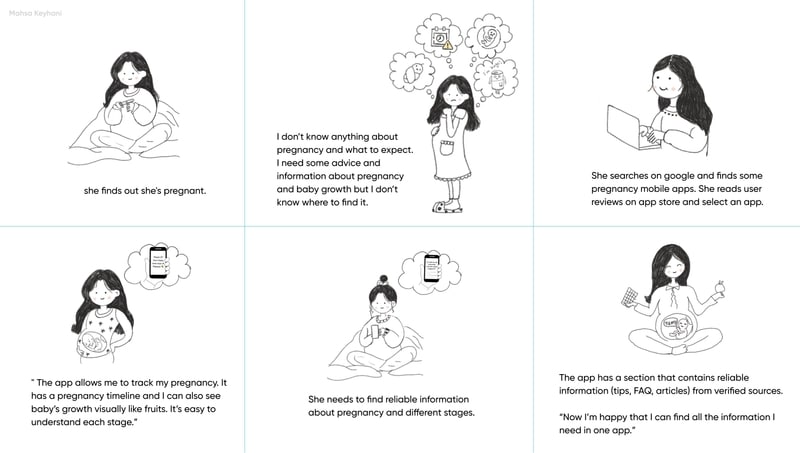 Mahsa Keyhani
she finds out she's pregnant.
I don't know anything about
pregnancy and what to expect.
I need some advice and
information about pregnancy
and baby growth but I don't
know where to find it.
She searches on google and finds some
pregnancy mobile apps. She reads user
reviews on app store and select an app.
" The app allows me to track my pregnancy. It
has a pregnancy timeline and I can also see
baby's growth visually like fruits. It's easy to
understand each stage."
She needs to find reliable information
about pregnancy and different stages.
The app has a section that contains reliable
information (tips, FAQ, articles) from verified sources.
"Now I'm happy that I can find all the information I
need in one app."